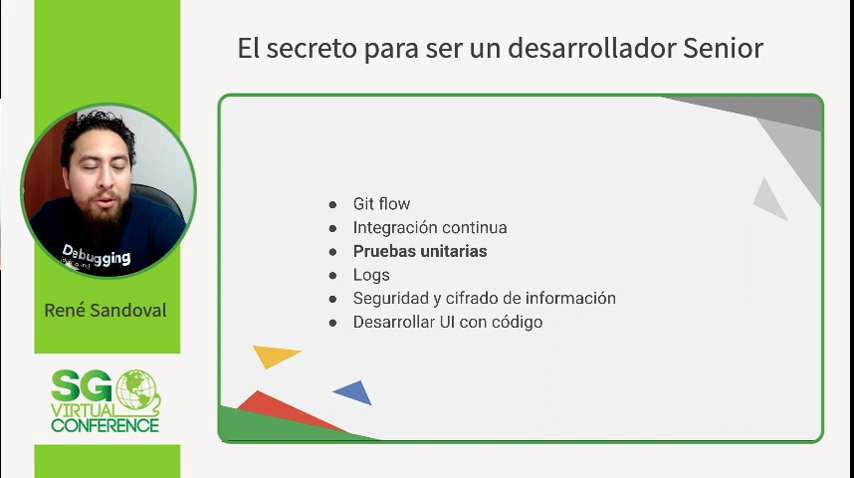 El secreto para ser un desarrollador Senior
Git flow
Integración continua
Pruebas unitarias
Logs
Seguridad y cifrado de información
Desarrollar UI con código
Debugging
René Sandoval
SG
VIRTUAL
CONFERENCE